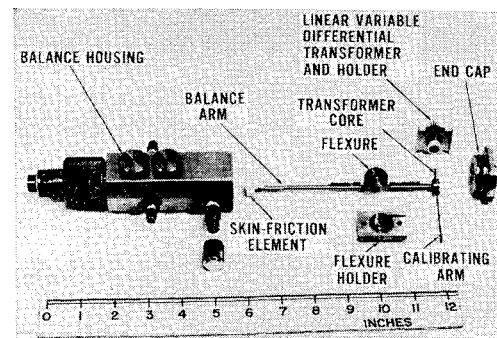 LINEAR VARIABLE
DIFFERENTIAL
TRANSFORMER
AND HOLDER
BALANCE HOUSING
END CAP
BALANCE
ARM
TRANSFORMER
CORE
FLEXURE
SKIN-FRICTION
ELEMENT
FLEXURE
HOLDER
CALIBRATING
ARM
0 1 2 3 4 5 6 7 8 9 10 11 12
INCHES